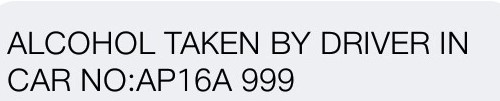 ALCOHOL TAKEN BY DRIVER IN
CAR NO:AP16A 999